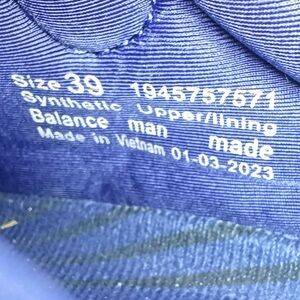 Size 39 1945757571
Synthetic Upper/lining
Balance man made
Made in Vietnam 01-03-2023